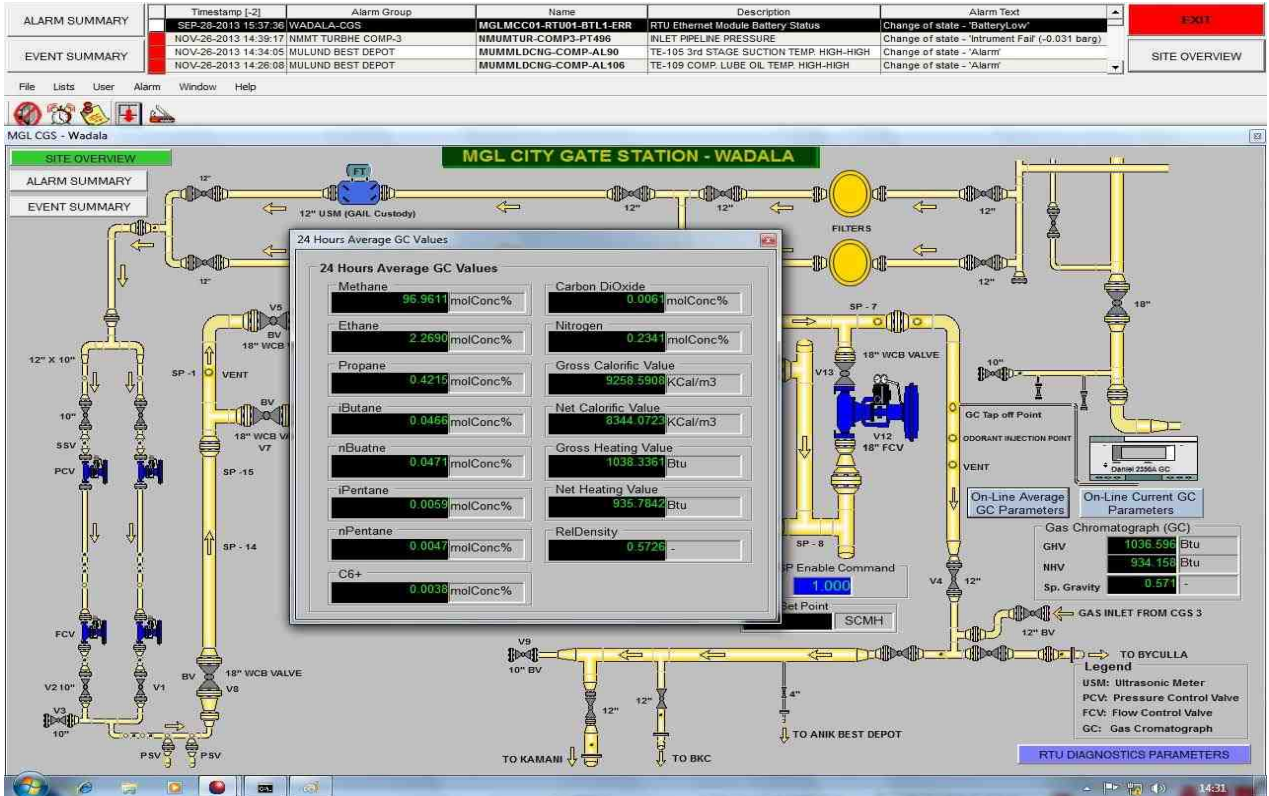 ALARM SUMMARY
EVENT SUMMARY
Timestamp [-2] Alarm Group Name Description Alarm Text
SEP-28-2013 15:37:36 WADALA-CGS MGLMCC01-RTU01-BTL1-ERR RTU Ethernet Module Battery Status Change of state - 'BatteryLow'
NOV-26-2013 14:39:17 NMMT TURBHE COMP-3 NMUMTUR-COMP3-PT496 INLET PIPELINE PRESSURE Change of state - 'Intrument Fail' (-0.031 barg)
NOV-26-2013 14:34:05 MULUND BEST DEPOT MUMMLDCNG-COMP-AL90 TE-105 3rd STAGE SUCTION TEMP. HIGH-HIGH Change of state - 'Alarm'
NOV-26-2013 14:26:08 MULUND BEST DEPOT MUMMLDCNG-COMP-AL106 TE-109 COMP. LUBE OIL TEMP. HIGH-HIGH Change of state - 'Alarm'
EXIT
SITE OVERVIEW
File Lists User Alarm Window Help
MGL CGS - Wadala
SITE OVERVIEW
ALARM SUMMARY
EVENT SUMMARY
MGL CITY GATE STATION - WADALA
12"
FT
12" USM (GAIL Custody)
12"
12"
12"
FILTERS
12"
12"
18"
24 Hours Average GC Values
24 Hours Average GC Values
Methane
96.9611 molConc%
Ethane
2.2690 molConc%
Propane
0.4215 molConc%
iButane
0.0466 molConc%
nBuatne
0.0471 molConc%
iPentane
0.0059 molConc%
nPentane
0.0047 molConc%
C6+
0.0038 molConc%
Carbon DiOxide
0.0061 molConc%
Nitrogen
0.2341 molConc%
Gross Calorific Value
9258.5908 KCal/m3
Net Calorific Value
8344.0723 KCal/m3
Gross Heating Value
1038.3361 Btu
Net Heating Value
935.7842 Btu
RelDensity
0.5726 -
V5
BV
18" WCB
12" X 10"
SP -1
VENT
BV
18" WCB
V7
10"
SSV
PCV
SP -15
SP - 14
FCV
V2 10"
V1
V3
10"
BV
18" WCB VALVE
V8
PSV
PSV
SP - 7
18" WCB VALVE
V13
V12
18" FCV
10"
GC Tap off Point
ODORANT INJECTION POINT
VENT
Daniel 2350A GC
On-Line Average GC Parameters
On-Line Current GC Parameters
Gas Chromatograph (GC)
GHV 1036.596 Btu
NHV 934.158 Btu
Sp. Gravity 0.571 -
SP - 8
SP Enable Command
1.000
Set Point
SCMH
V4
12"
GAS INLET FROM CGS 3
12" BV
V9
10" BV
TO BYCULLA
12"
12"
4"
TO KAMANI
TO BKC
TO ANIK BEST DEPOT
Legend
USM: Ultrasonic Meter
PCV: Pressure Control Valve
FCV: Flow Control Valve
GC: Gas Cromatograph
RTU DIAGNOSTICS PARAMETERS
14:31